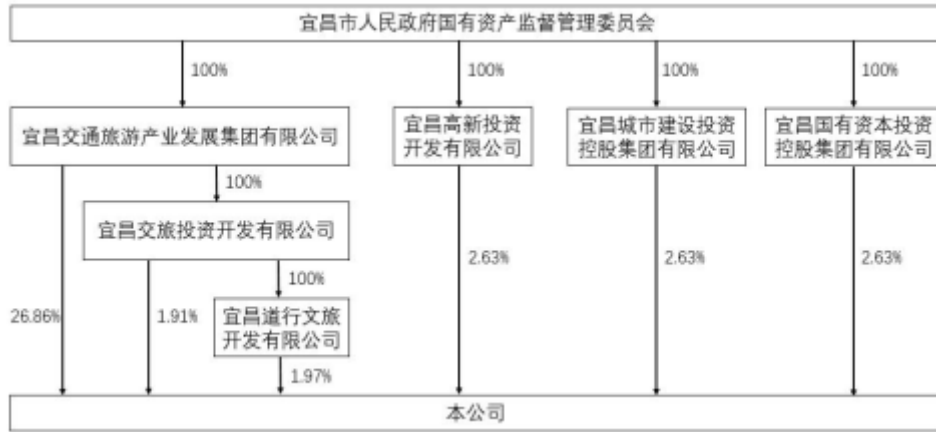 宜昌市人民政府国有资产监督管理委员会
100%
100%
100%
100%
宜昌交通旅游产业发展集团有限公司
宜昌高新投资
开发有限公司
宜昌城市建设投资
控股集团有限公司
宜昌国有资本投资
控股集团有限公司
100%
宜昌交旅投资开发有限公司
2.63%
2.63%
2.63%
100%
26.86%
1.91%
宜昌道行文旅
开发有限公司
1.97%
本公司